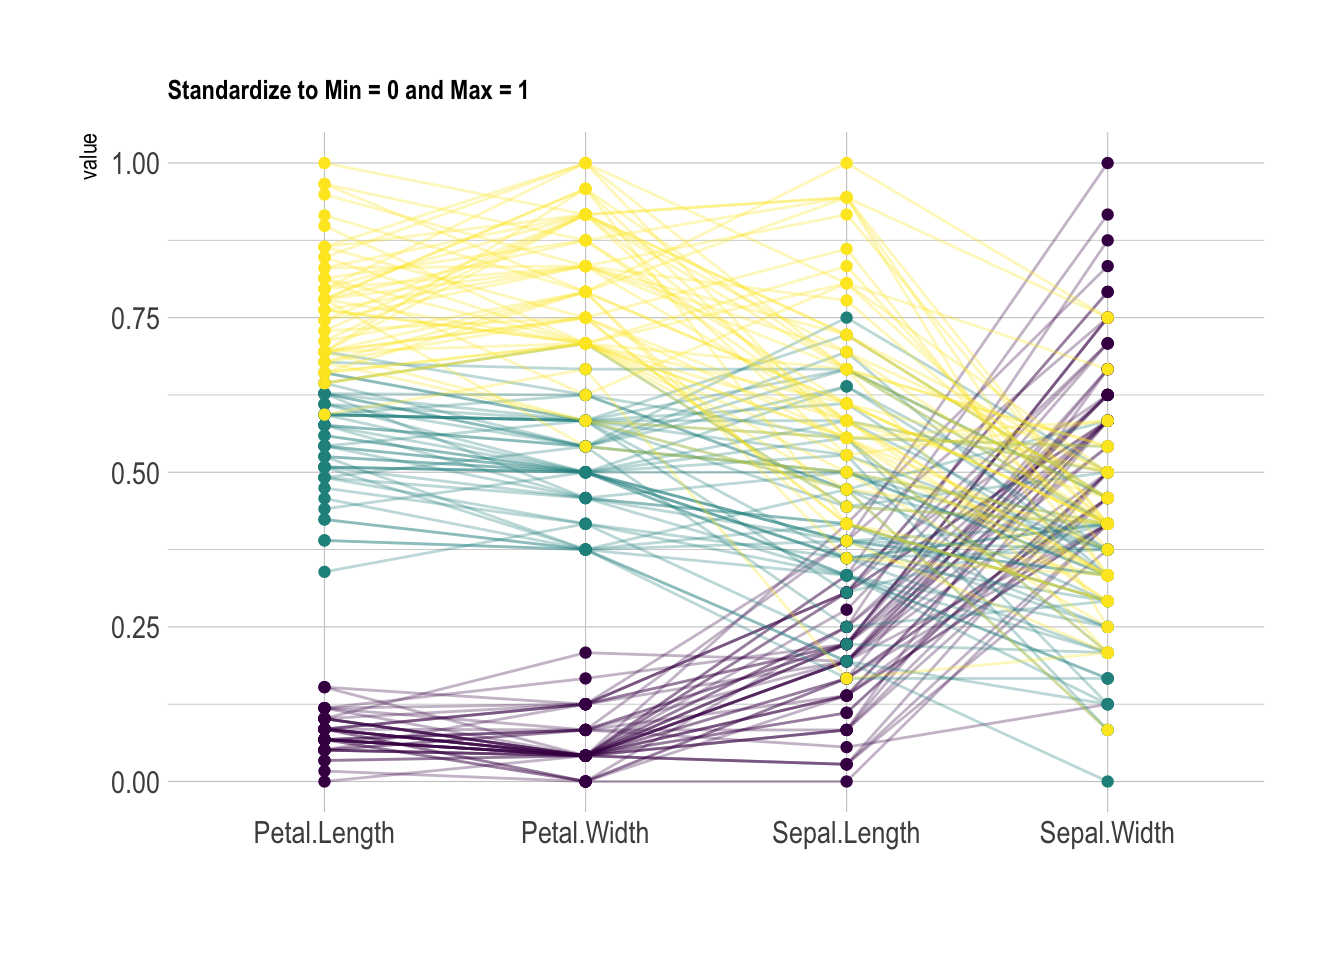 Standardize to Min = 0 and Max = 1
value
1.00
0.75
0.50
0.25
0.00
Petal.Length Petal.Width Sepal.Length Sepal.Width